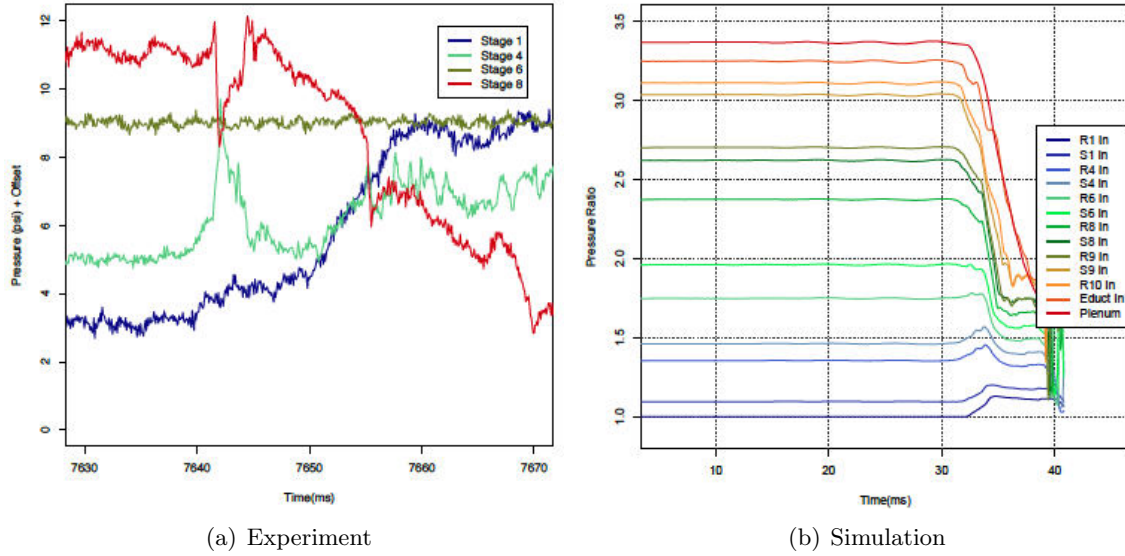 12
10
8
6
4
2
0
Pressure (psi) + Offset
Stage 1
Stage 4
Stage 6
Stage 8
7630
7640
7650
7660
7670
Time(ms)
(a) Experiment
3.5
3.0
2.5
2.0
1.5
1.0
Pressure Ratio
R1 In
S1 In
R4 In
S4 In
R6 In
S6 In
R8 In
S8 In
R9 In
S9 In
R10 In
Educt In
Plenum
10
20
30
40
Time(ms)
(b) Simulation